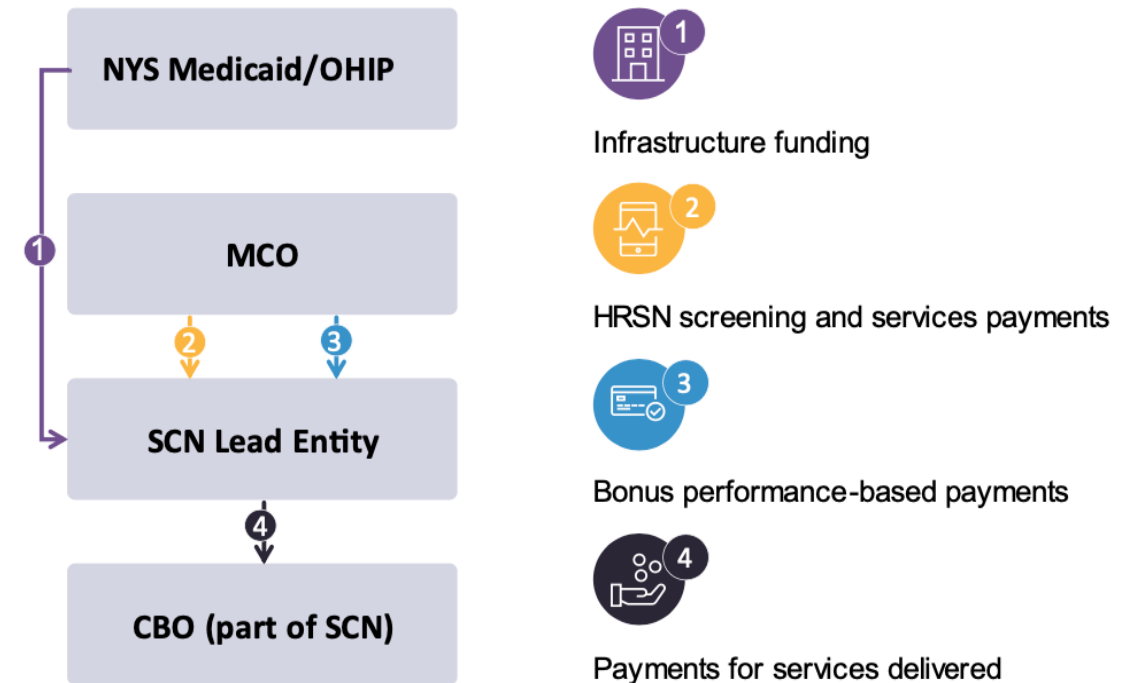 NYS Medicaid/OHIP
1
MCO
2
3
SCN Lead Entity
4
CBO (part of SCN)
1
Infrastructure funding
2
HRSN screening and services payments
3
Bonus performance-based payments
4
Payments for services delivered